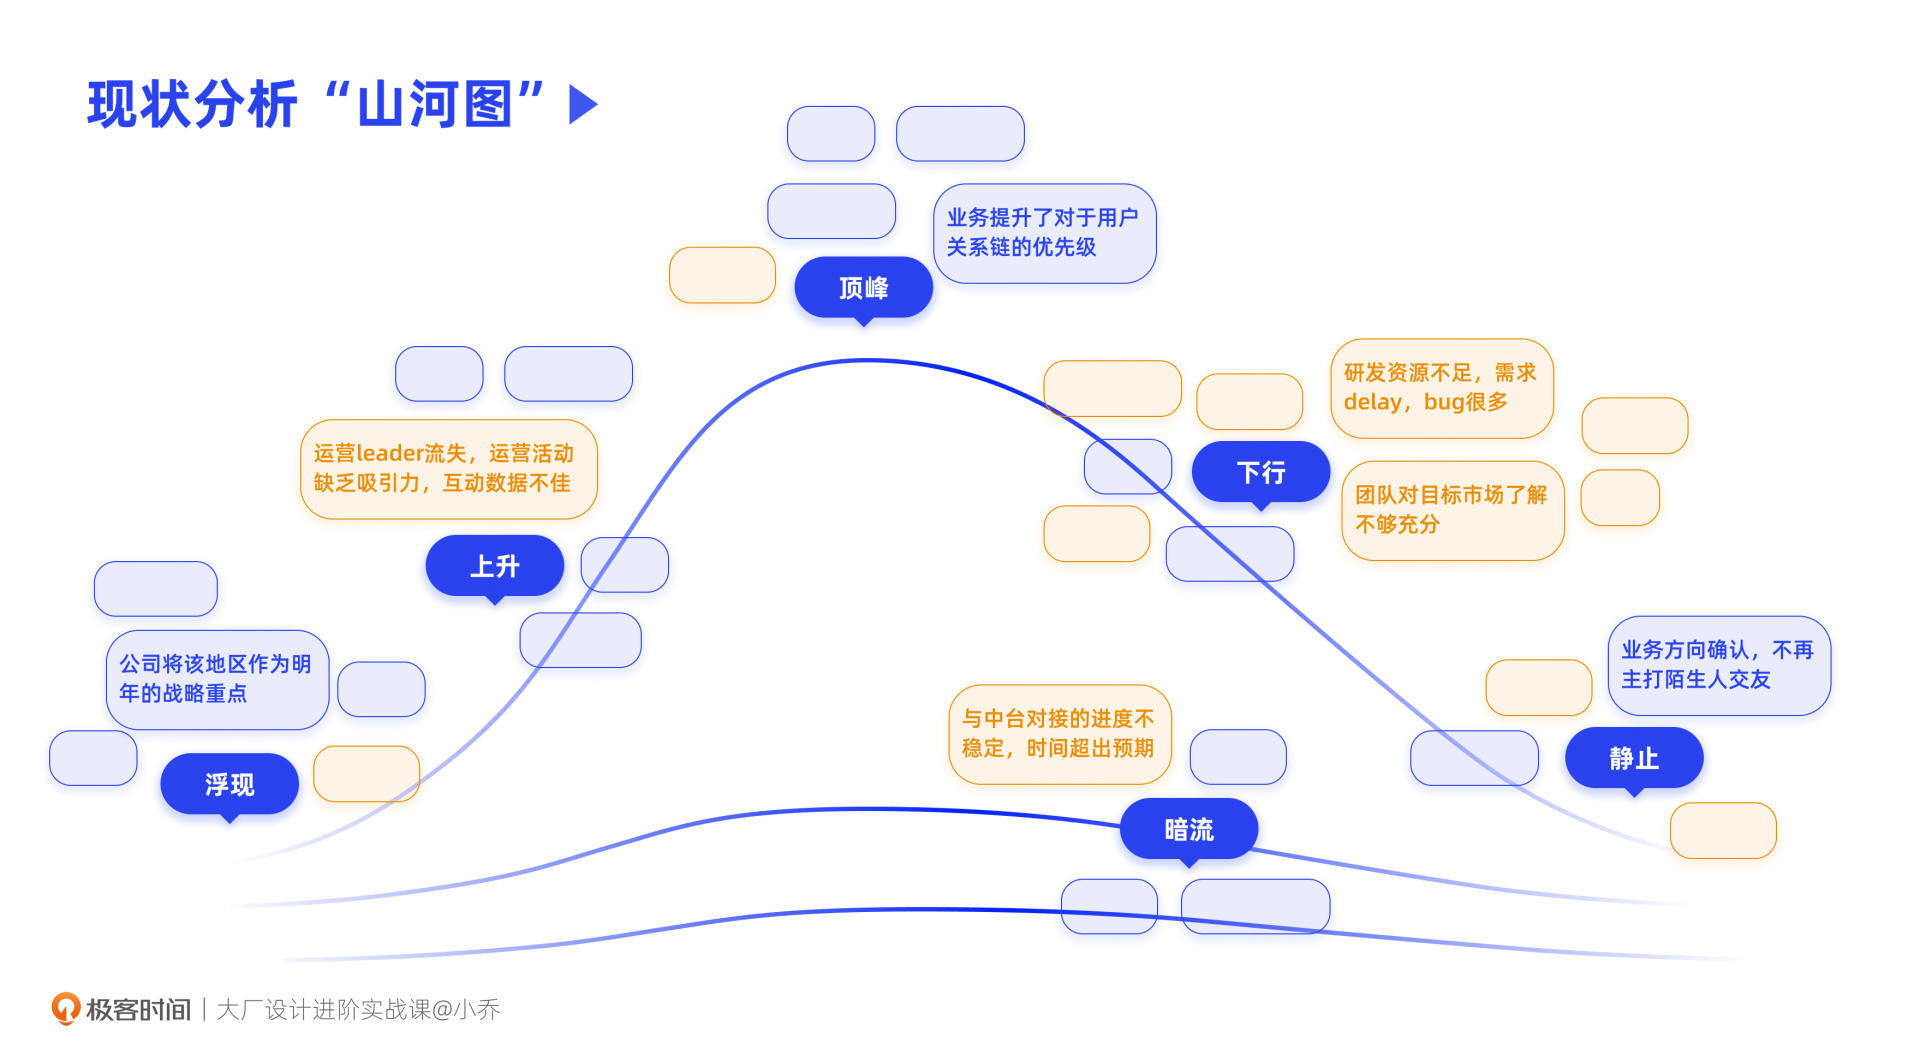 现状分析 “山河图”
业务提升了对于用户
关系链的优先级
顶峰
运营leader流失，运营活动
缺乏吸引力，互动数据不佳
上升
研发资源不足，需求
delay，bug很多
下行
团队对目标市场了解
不够充分
公司将该地区作为明
年的战略重点
浮现
与中台对接的进度不
稳定，时间超出预期
暗流
业务方向确认，不再
主打陌生人交友
静止
极客时间 | 大厂设计进阶实战课@小乔